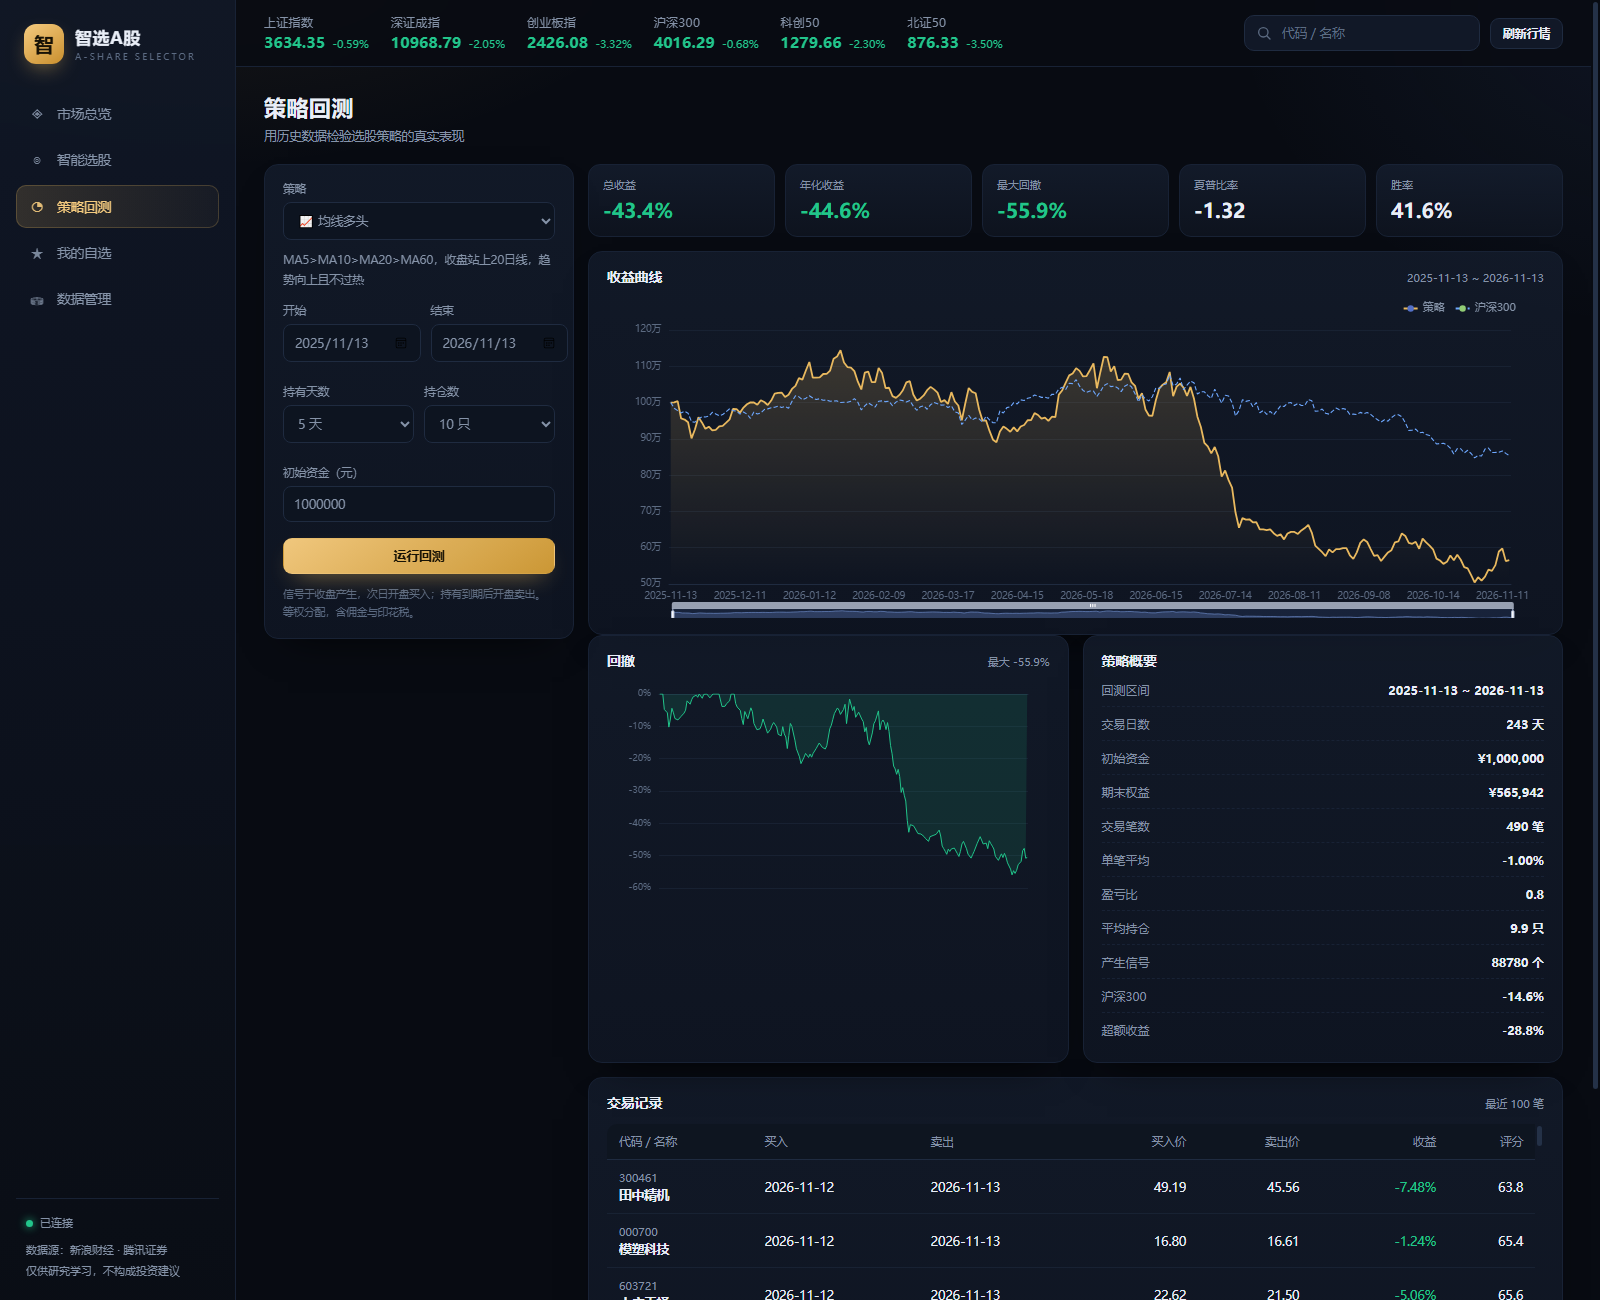 智
智选A股
A-SHARE SELECTOR
市场总览
智能选股
策略回测
我的自选
数据管理
已连接
数据源：新浪财经 · 腾讯证券
仅供研究学习，不构成投资建议
上证指数
3634.35 -0.59%
深证成指
10968.79 -2.05%
创业板指
2426.08 -3.32%
沪深300
4016.29 -0.68%
科创50
1279.66 -2.30%
北证50
876.33 -3.50%
代码 / 名称
刷新行情
策略回测
用历史数据检验选股策略的真实表现
策略
均线多头
MA5>MA10>MA20>MA60，收盘站上20日线，趋
势向上且不过热
开始
结束
2025/11/13
2026/11/13
持有天数
持仓数
5 天
10 只
初始资金（元）
1000000
运行回测
信号于收盘产生，次日开盘买入；持有到期后开盘卖出。
等权分配，含佣金与印花税。
总收益
-43.4%
年化收益
-44.6%
最大回撤
-55.9%
夏普比率
-1.32
胜率
41.6%
收益曲线
2025-11-13 ~ 2026-11-13
策略
沪深300
120万
110万
100万
90万
80万
70万
60万
50万
2025-11-13
2025-12-11
2026-01-12
2026-02-09
2026-03-17
2026-04-15
2026-05-18
2026-06-15
2026-07-14
2026-08-11
2026-09-08
2026-10-14
2026-11-11
回撤
最大 -55.9%
0%
-10%
-20%
-30%
-40%
-50%
-60%
策略概要
回测区间 2025-11-13 ~ 2026-11-13
交易日数 243 天
初始资金 ¥1,000,000
期末权益 ¥565,942
交易笔数 490 笔
单笔平均 -1.00%
盈亏比 0.8
平均持仓 9.9 只
产生信号 88780 个
沪深300 -14.6%
超额收益 -28.8%
交易记录
最近 100 笔
代码 / 名称 买入 卖出 买入价 卖出价 收益 评分
300461
田中精机 2026-11-12 2026-11-13 49.19 45.56 -7.48% 63.8
000700
模塑科技 2026-11-12 2026-11-13 16.80 16.61 -1.24% 65.4
603721
2026-11-12 2026-11-13 22.62 21.50 -5.06% 65.6